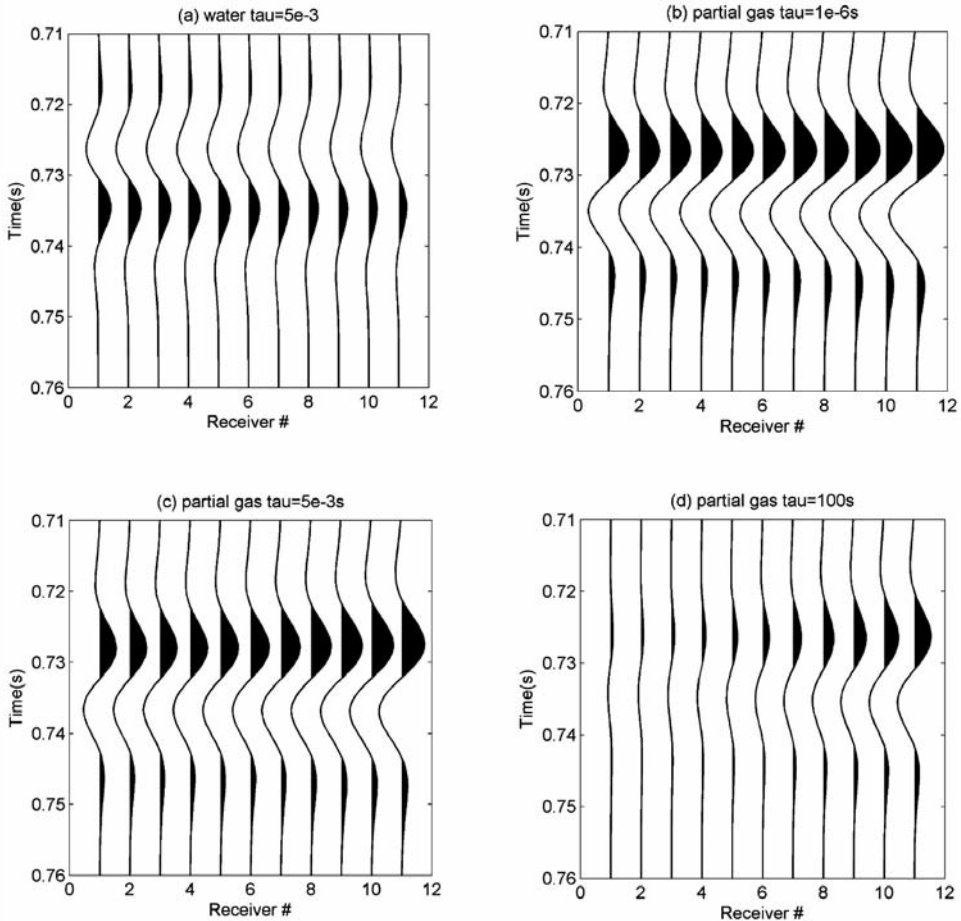 (a) water tau=5e-3
0.71
0.72
0.73
0.74
0.75
0.76
Time(s)
0 2 4 6 8 10 12
Receiver #
(b) partial gas tau=1e-6s
0.71
0.72
0.73
0.74
0.75
0.76
Time(s)
0 2 4 6 8 10 12
Receiver #
(c) partial gas tau=5e-3s
0.71
0.72
0.73
0.74
0.75
0.76
Time(s)
0 2 4 6 8 10 12
Receiver #
(d) partial gas tau=100s
0.71
0.72
0.73
0.74
0.75
0.76
Time(s)
0 2 4 6 8 10 12
Receiver #